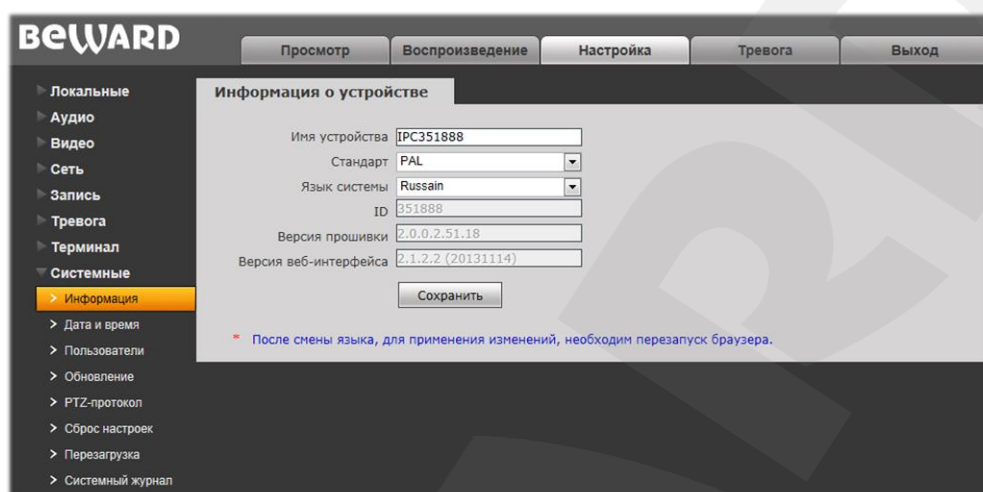 BEWARD
Просмотр Воспроизведение Настройка Тревога Выход
Локальные
Аудио
Видео
Сеть
Запись
Тревога
Терминал
Системные
Информация
Дата и время
Пользователи
Обновление
PTZ-протокол
Сброс настроек
Перезагрузка
Системный журнал
Информация о устройстве
Имя устройства IPC351888
Стандарт PAL
Язык системы Russain
ID 351888
Версия прошивки 2.0.0.2.51.18
Версия веб-интерфейса 2.1.2.2 (20131114)
Сохранить
* После смены языка, для применения изменений, необходим перезапуск браузера.